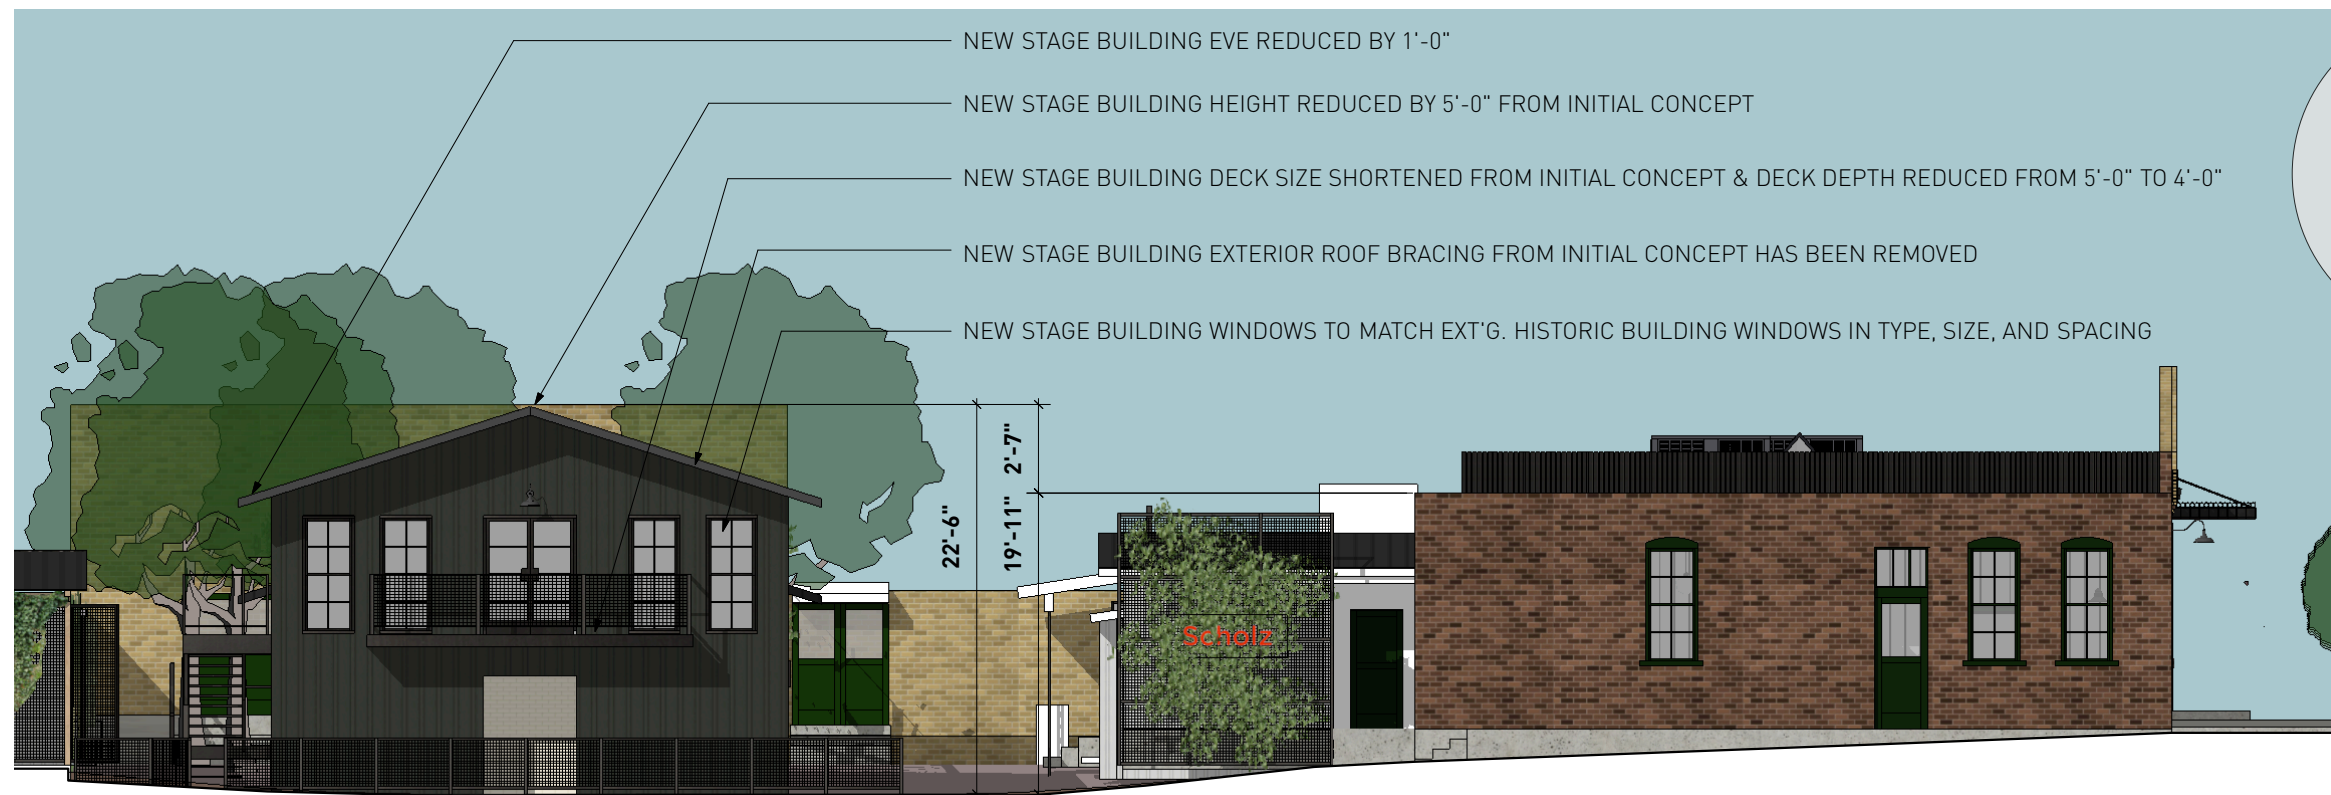 NEW STAGE BUILDING EVE REDUCED BY 1'-0"
NEW STAGE BUILDING HEIGHT REDUCED BY 5'-0" FROM INITIAL CONCEPT
NEW STAGE BUILDING DECK SIZE SHORTENED FROM INITIAL CONCEPT & DECK DEPTH REDUCED FROM 5'-0" TO 4'-0"
NEW STAGE BUILDING EXTERIOR ROOF BRACING FROM INITIAL CONCEPT HAS BEEN REMOVED
NEW STAGE BUILDING WINDOWS TO MATCH EXT'G. HISTORIC BUILDING WINDOWS IN TYPE, SIZE, AND SPACING
2'-7"
22'-6"
19'-11"
Scholz